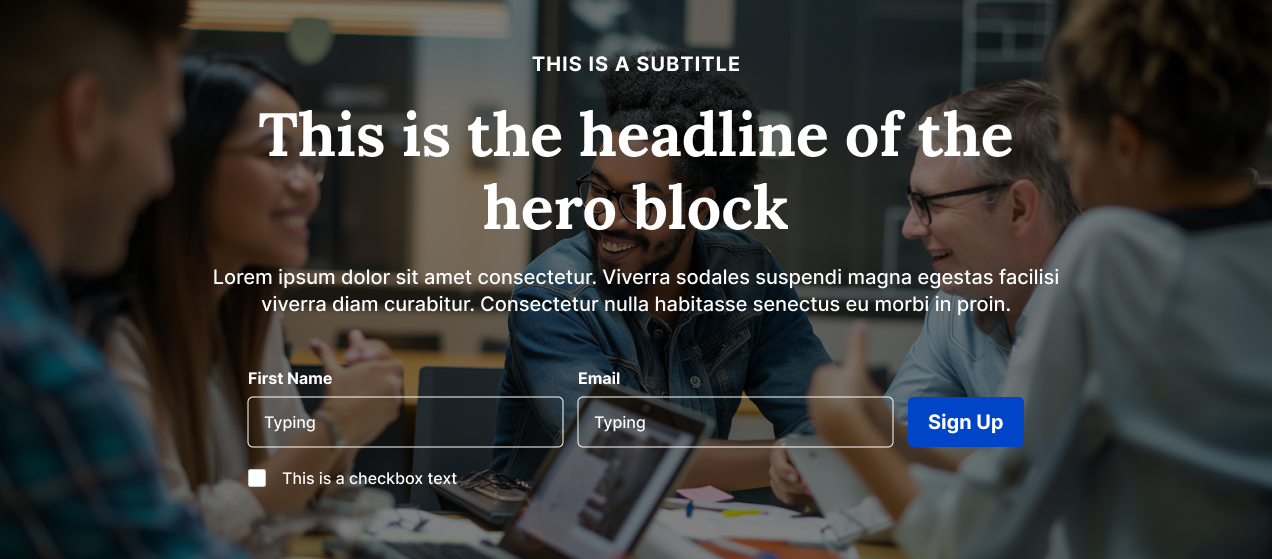 THIS IS A SUBTITLE
This is the headline of the
hero block
Lorem ipsum dolor sit amet consectetur. Viverra sodales suspendi magna egestas facilisi
viverra diam curabitur. Consectetur nulla habitasse senectus eu morbi in proin.
First Name
Email
Typing
Typing
Sign Up
This is a checkbox text